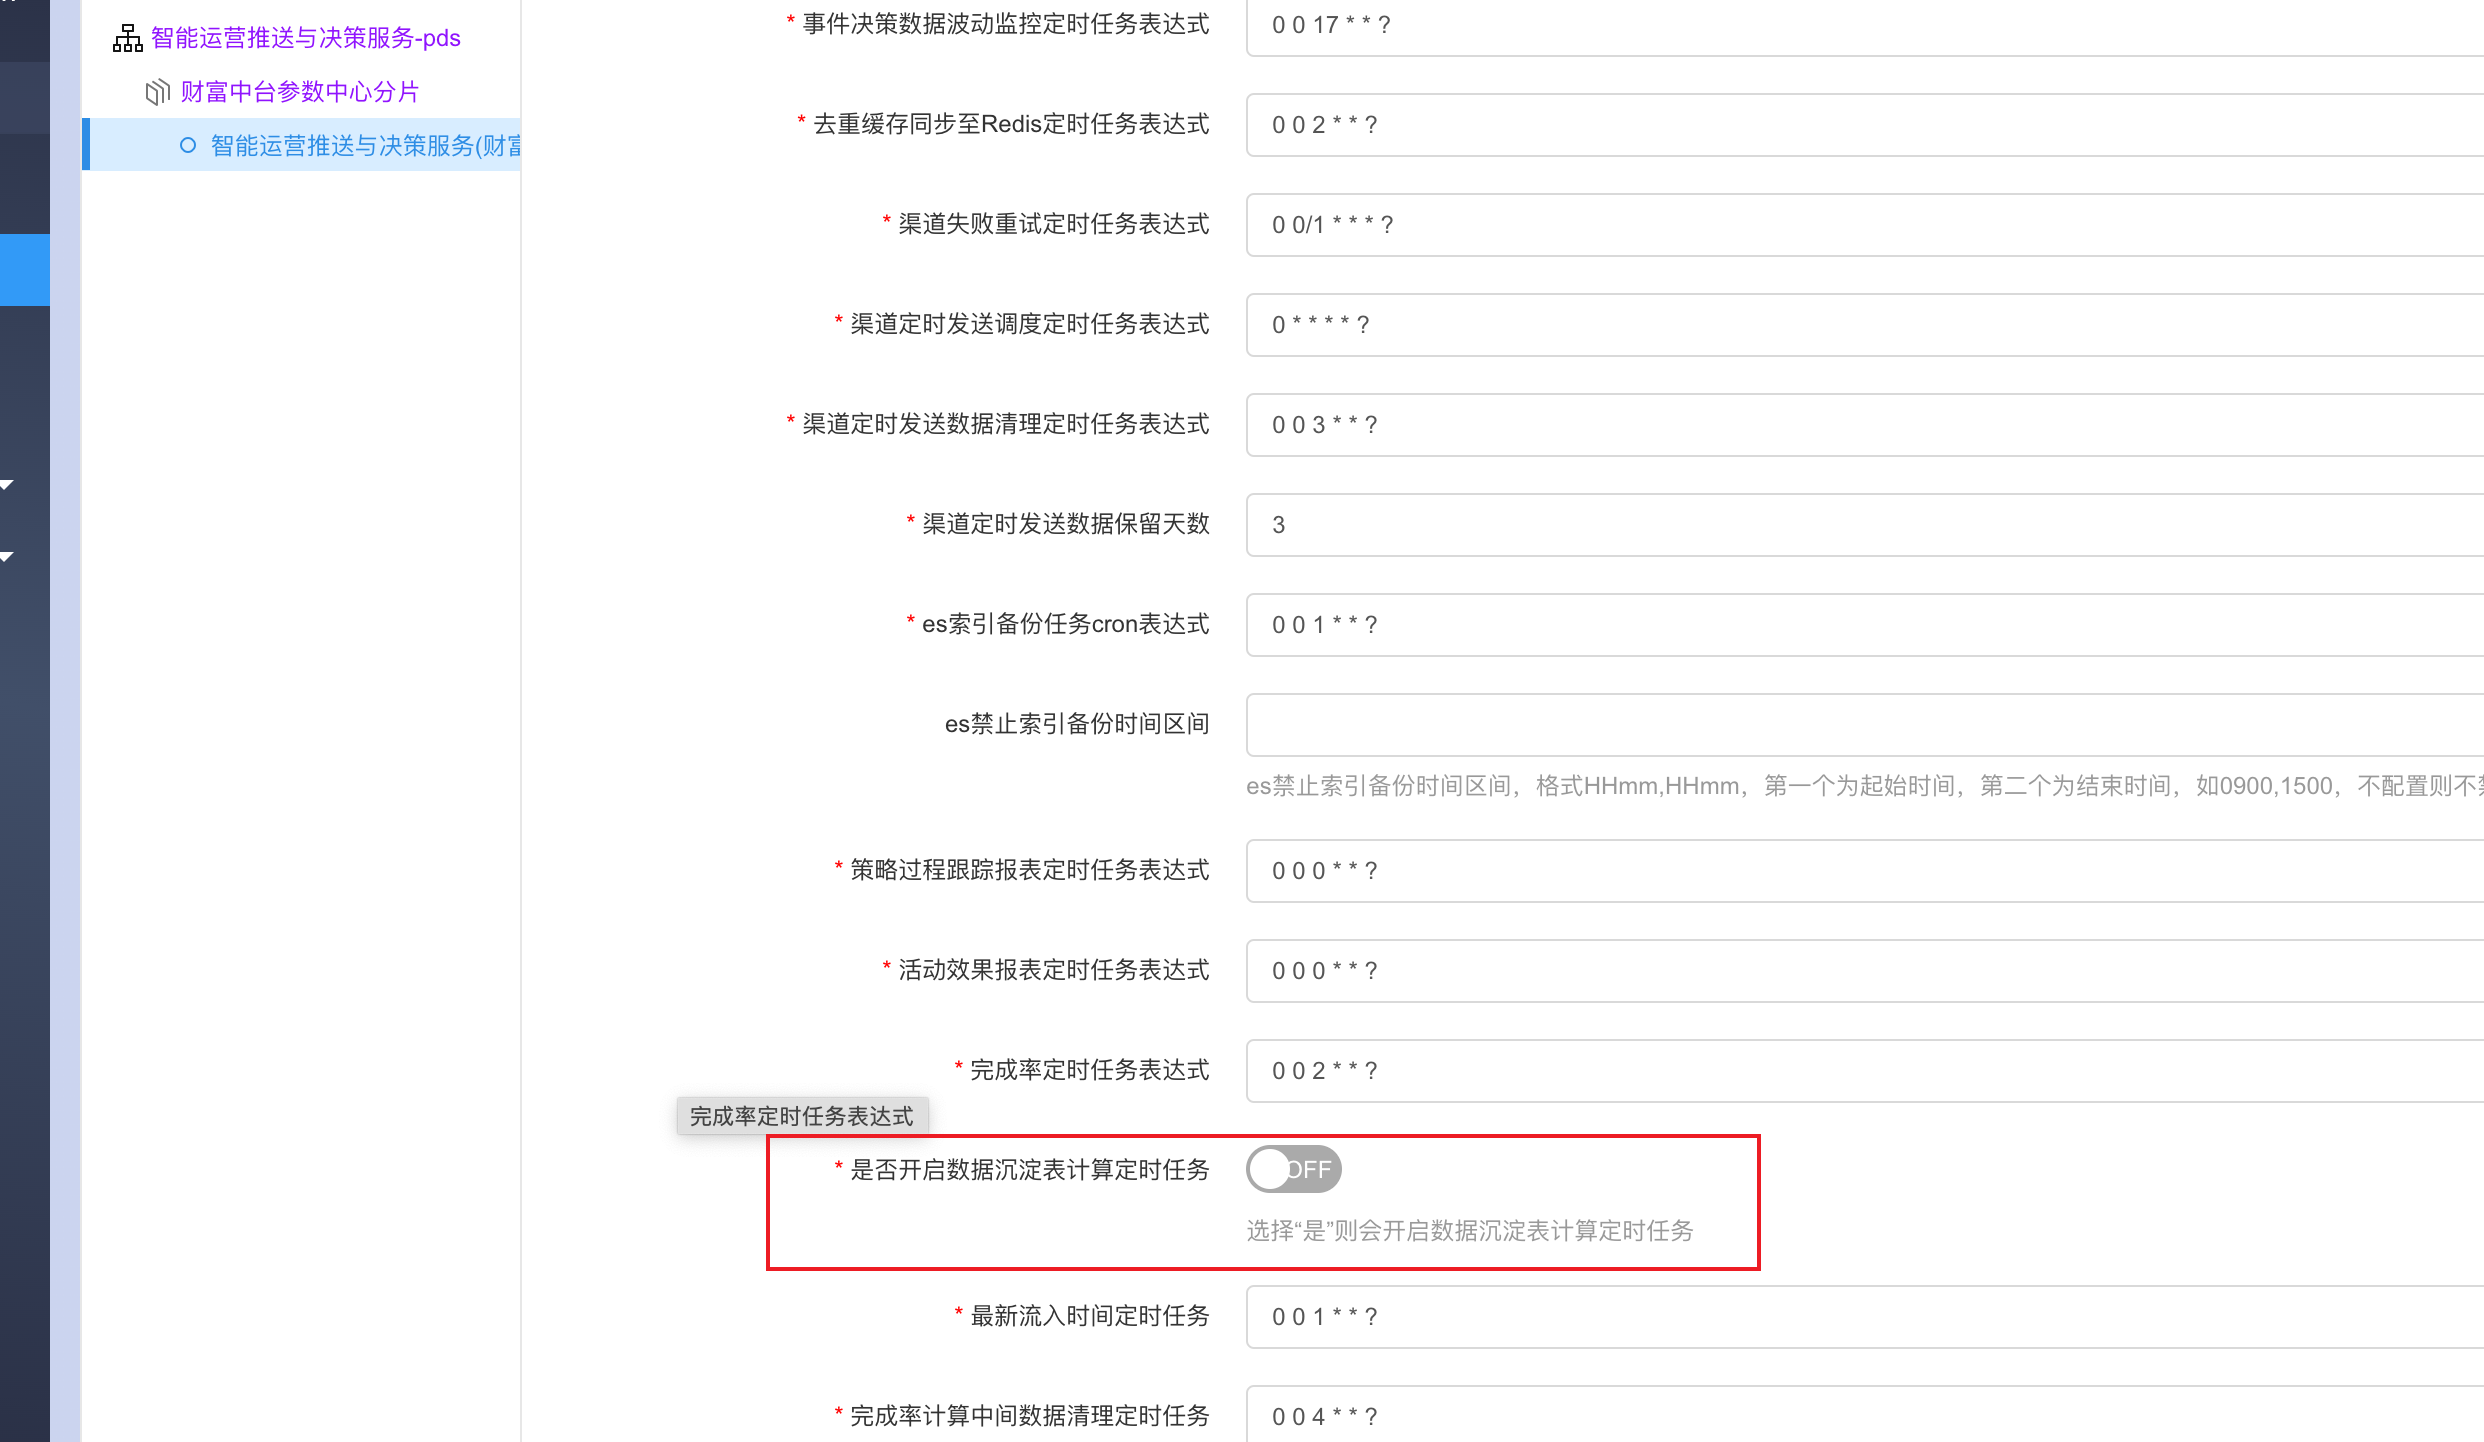 智能运营推送与决策服务-pds
财富中台参数中心分片
智能运营推送与决策服务(财富
* 事件决策数据波动监控定时任务表达式 0 0 17 * * ?
* 去重缓存同步至Redis定时任务表达式 0 0 2 * * ?
* 渠道失败重试定时任务表达式 0 0/1 * * * ?
* 渠道定时发送调度定时任务表达式 0 * * * * ?
* 渠道定时发送数据清理定时任务表达式 0 0 3 * * ?
* 渠道定时发送数据保留天数 3
* es索引备份任务cron表达式 0 0 1 * * ?
es禁止索引备份时间区间
es禁止索引备份时间区间，格式HHmm,HHmm，第一个为起始时间，第二个为结束时间，如0900,1500，不配置则不
* 策略过程跟踪报表定时任务表达式 0 0 0 * * ?
* 活动效果报表定时任务表达式 0 0 0 * * ?
* 完成率定时任务表达式 0 0 2 * * ?
完成率定时任务表达式
* 是否开启数据沉淀表计算定时任务 OFF
选择“是”则会开启数据沉淀表计算定时任务
* 最新流入时间定时任务 0 0 1 * * ?
* 完成率计算中间数据清理定时任务 0 0 4 * * ?